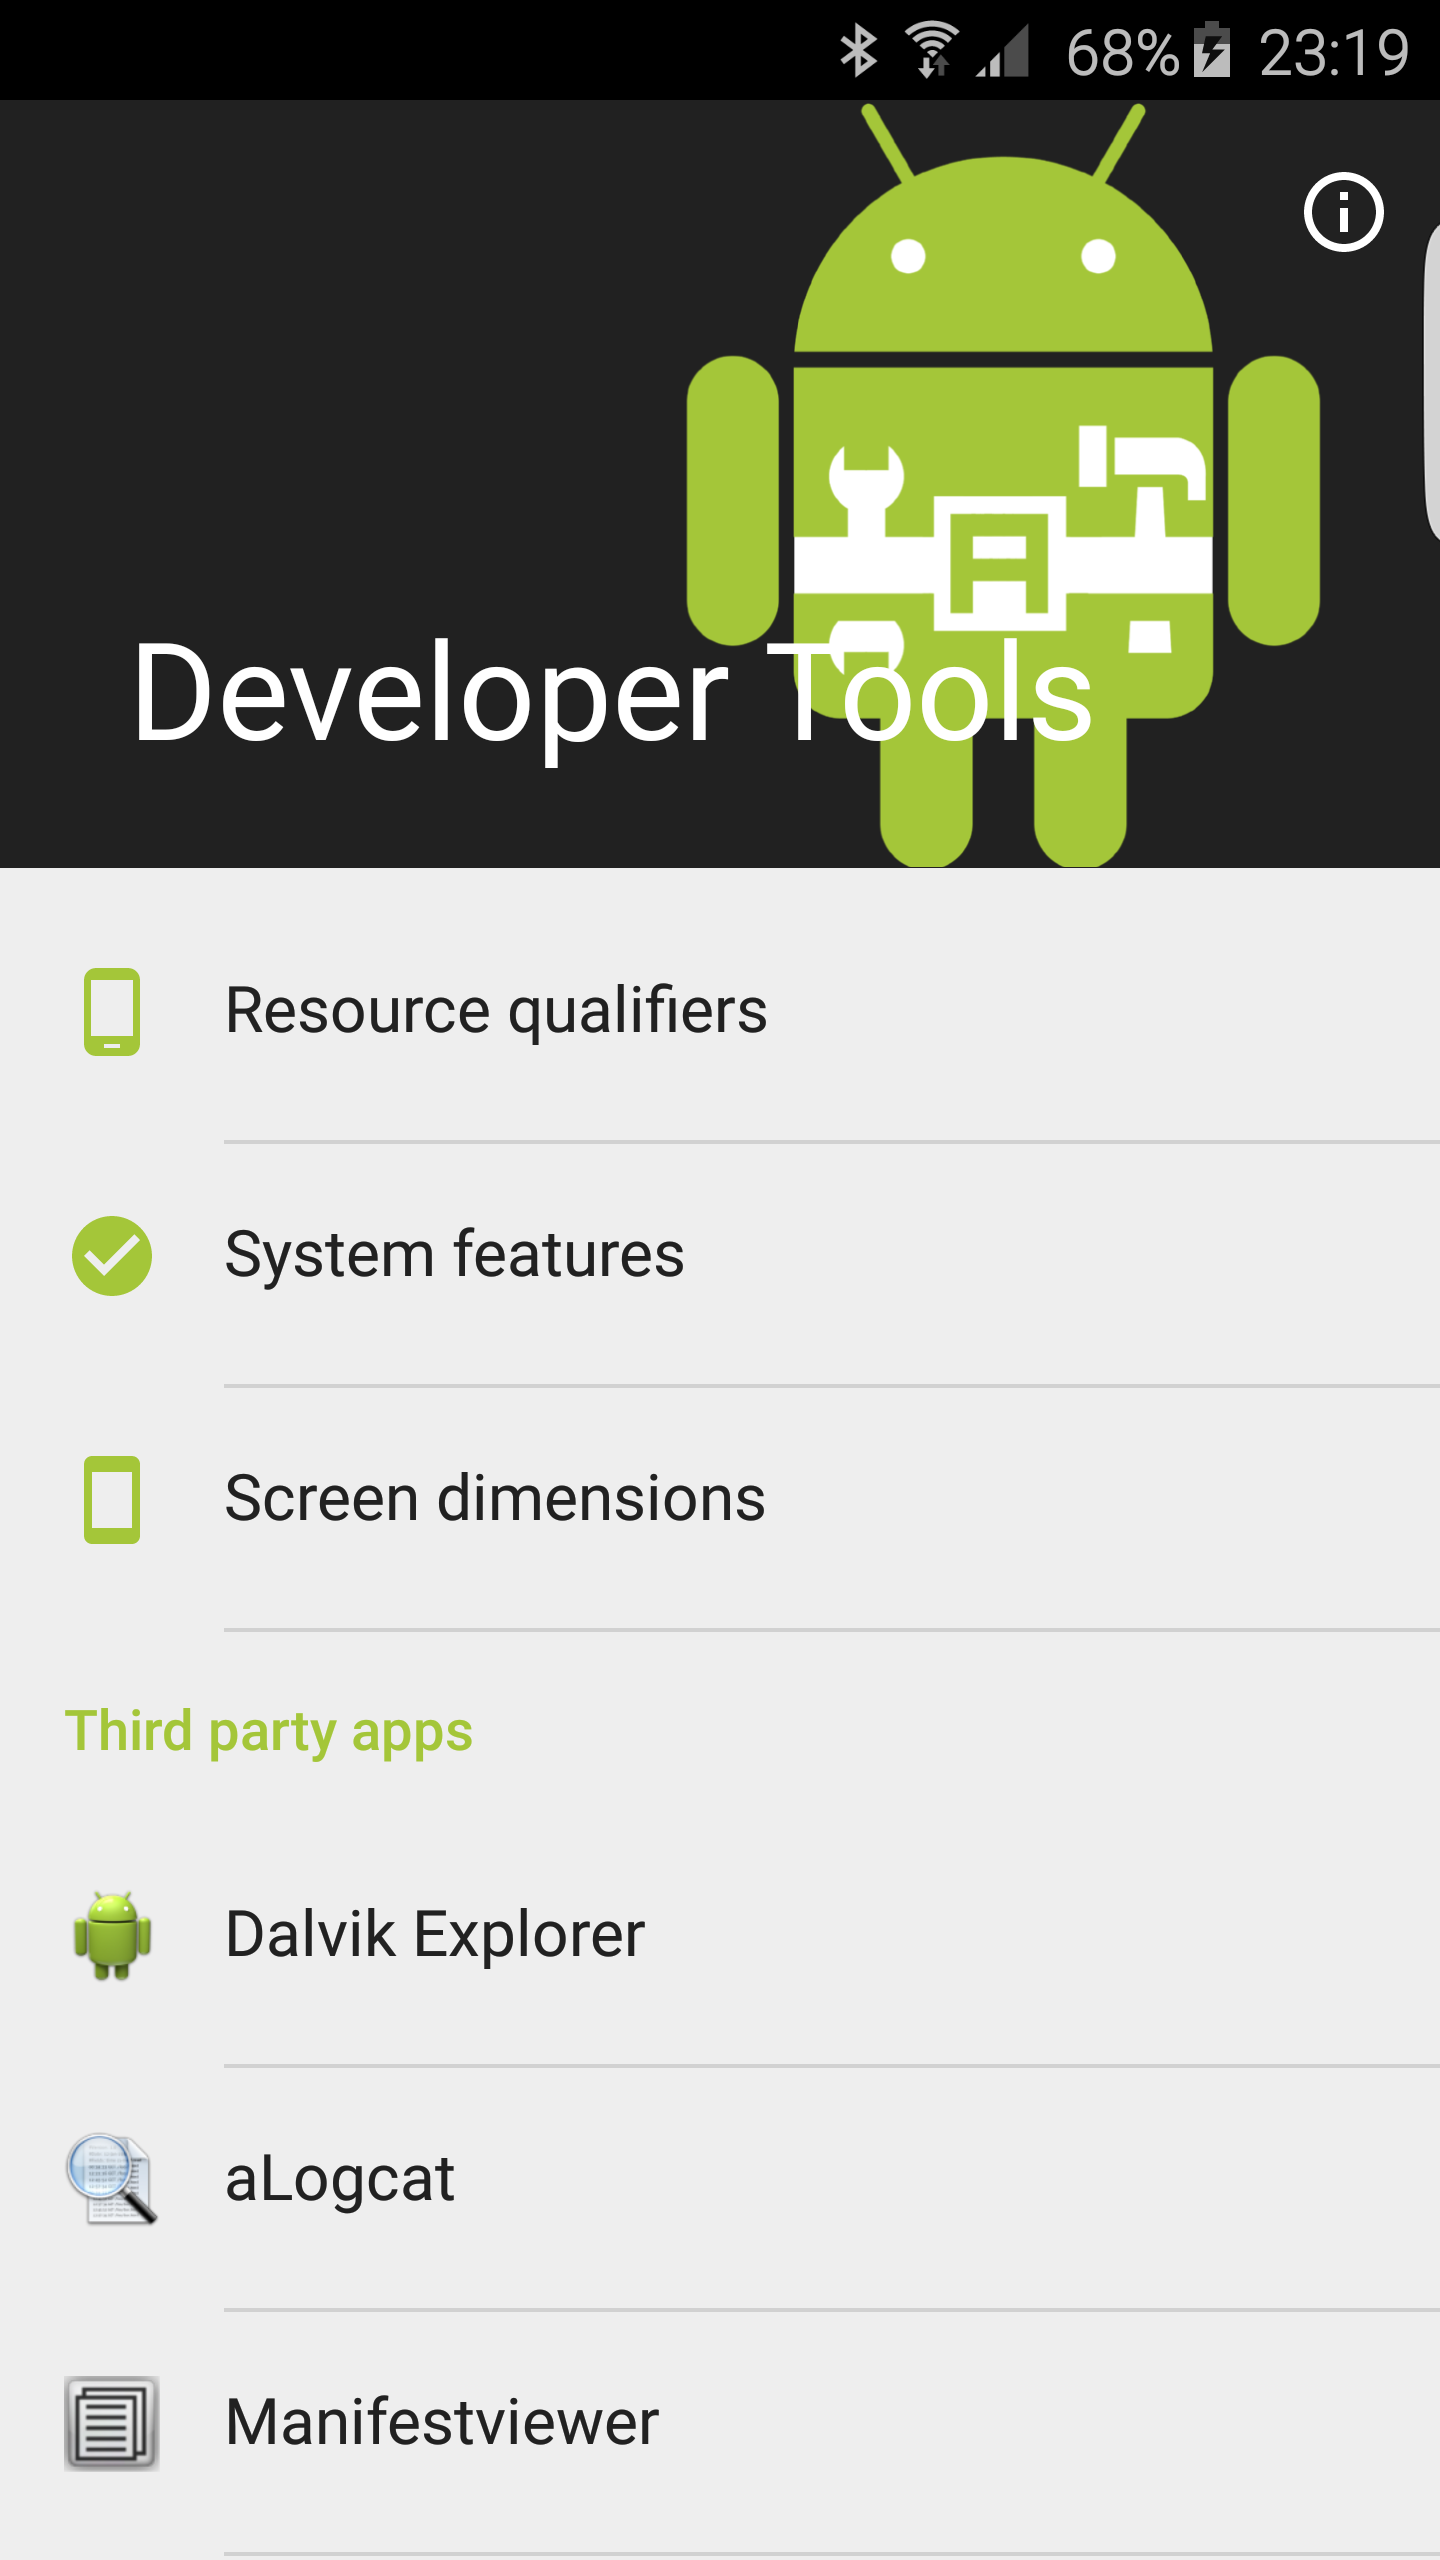 68% 23:19
Developer Tools
Resource qualifiers
System features
Screen dimensions
Third party apps
Dalvik Explorer
aLogcat
Manifestviewer